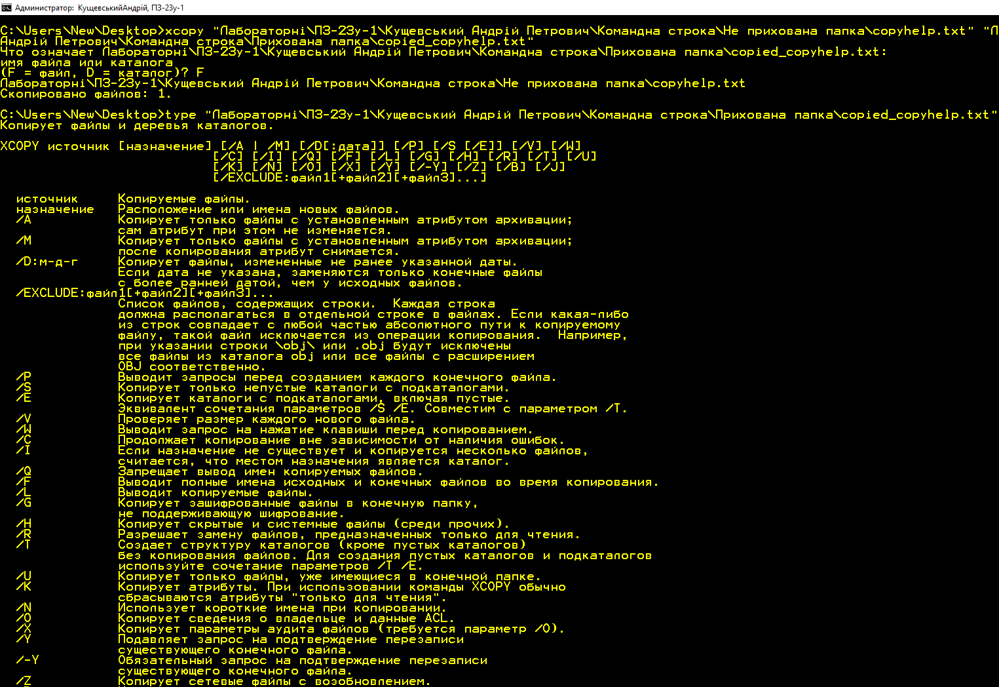 Администратор: КущевськийАндрій, ПЗ-23у-1
C:\Users\New\Desktop>xcopy "Лабораторні\ПЗ-23у-1\Кущевський Андрій Петрович\Командна строка\Не прихована папка\copyhelp.txt" "Л
Андрій Петрович\Командна строка\Прихована папка\copied_copyhelp.txt"
Что означает Лабораторні\ПЗ-23у-1\Кущевський Андрій Петрович\Командна строка\Прихована папка\copied_copyhelp.txt:
имя файла или каталога
(F = файл, D = каталог)? F
Лабораторні\ПЗ-23у-1\Кущевський Андрій Петрович\Командна строка\Не прихована папка\copyhelp.txt
Скопировано файлов: 1.
C:\Users\New\Desktop>type "Лабораторні\ПЗ-23у-1\Кущевський Андрій Петрович\Командна строка\Прихована папка\copied_copyhelp.txt"
Копирует файлы и деревья каталогов.
XCOPY источник [назначение] [/A | /M] [/D[:дата]] [/P] [/S [/E]] [/V] [/W]
[/C] [/I] [/Q] [/F] [/L] [/G] [/H] [/R] [/T] [/U]
[/K] [/N] [/O] [/X] [/Y] [/-Y] [/Z] [/B] [/J]
[/EXCLUDE:файл1[+файл2][+файл3]...]
источник Копируемые файлы.
назначение Расположение или имена новых файлов.
/A Копирует только файлы с установленным атрибутом архивации;
сам атрибут при этом не изменяется.
/M Копирует только файлы с установленным атрибутом архивации;
после копирования атрибут снимается.
/D:м-д-г Копирует файлы, измененные не ранее указанной даты.
Если дата не указана, заменяются только конечные файлы
с более ранней датой, чем у исходных файлов.
/EXCLUDE:файл1[+файл2][+файл3]...
Список файлов, содержащих строки.  Каждая строка
должна располагаться в отдельной строке в файлах. Если какая-либо
из строк совпадает с любой частью абсолютного пути к копируемому
файлу, такой файл исключается из операции копирования.  Например,
при указании строки \obj\ или .obj будут исключены
все файлы из каталога obj или все файлы с расширением
OBJ соответственно.
/P Выводит запросы перед созданием каждого конечного файла.
/S Копирует только непустые каталоги с подкаталогами.
/E Копирует каталоги с подкаталогами, включая пустые.
Эквивалент сочетания параметров /S /E. Совместим с параметром /T.
/V Проверяет размер каждого нового файла.
/W Выводит запрос на нажатие клавиши перед копированием.
/C Продолжает копирование вне зависимости от наличия ошибок.
/I Если назначение не существует и копируется несколько файлов,
считается, что местом назначения является каталог.
/Q Запрещает вывод имен копируемых файлов.
/F Выводит полные имена исходных и конечных файлов во время копирования.
/L Выводит копируемые файлы.
/G Копирует зашифрованные файлы в конечную папку,
не поддерживающую шифрование.
/H Копирует скрытые и системные файлы (среди прочих).
/R Разрешает замену файлов, предназначенных только для чтения.
/T Создает структуру каталогов (кроме пустых каталогов)
без копирования файлов. Для создания пустых каталогов и подкаталогов
используйте сочетание параметров /T /E.
/U Копирует только файлы, уже имеющиеся в конечной папке.
/K Копирует атрибуты. При использовании команды XCOPY обычно
сбрасываются атрибуты "только для чтения".
/N Использует короткие имена при копировании.
/O Копирует сведения о владельце и данные ACL.
/X Копирует параметры аудита файлов (требуется параметр /O).
/Y Подавляет запрос на подтверждение перезаписи
существующего конечного файла.
/-Y Обязательный запрос на подтверждение перезаписи
существующего конечного файла.
/Z Копирует сетевые файлы с возобновлением.